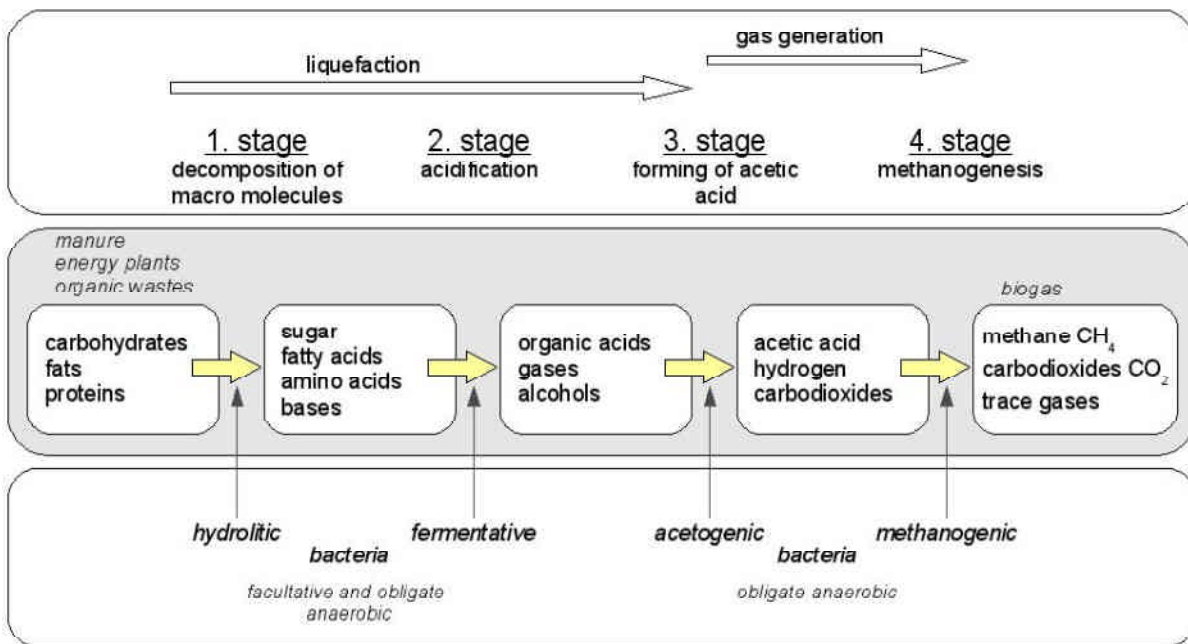 gas generation
liquefaction
1. stage
decomposition of
macro molecules
2. stage
acidification
3. stage
forming of acetic
acid
4. stage
methanogenesis
manure
energy plants
organic wastes
biogas
carbohydrates
fats
proteins
sugar
fatty acids
amino acids
bases
organic acids
gases
alcohols
acetic acid
hydrogen
carbodioxides
methane CH₄
carbodioxides CO₂
trace gases
hydrolitic
fermentative
bacteria
facultative and obligate
anaerobic
acetogenic
methanogenic
bacteria
obligate anaerobic